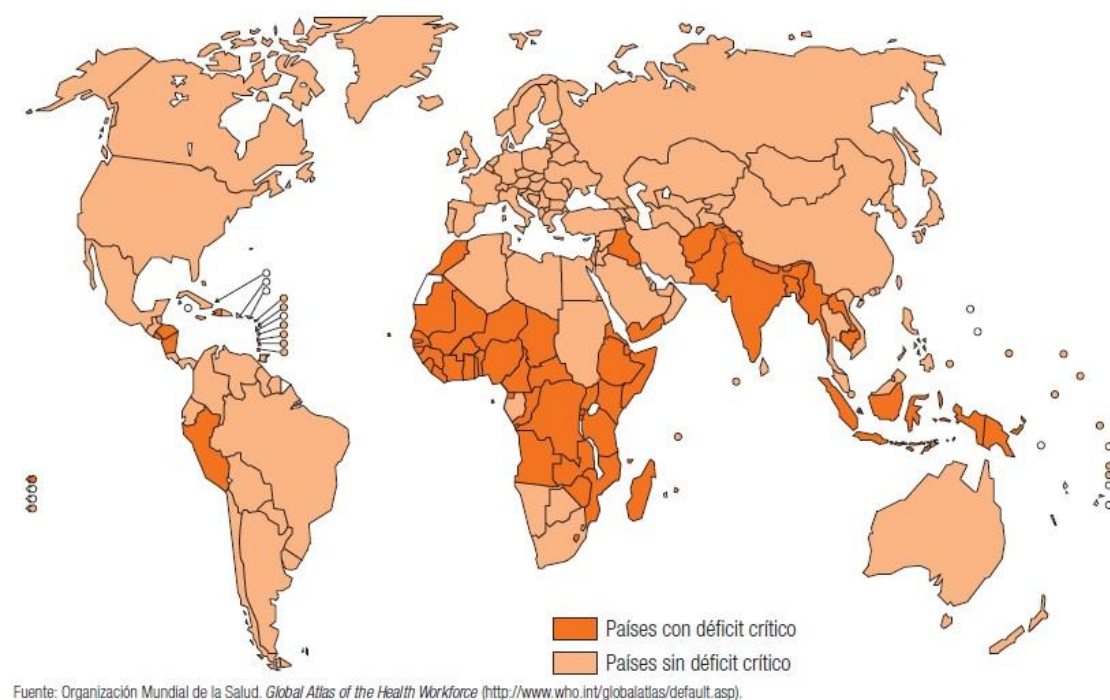 Países con déficit crítico
Países sin déficit crítico
Fuente: Organización Mundial de la Salud. Global Atlas of the Health Workforce (http://www.who.int/globalatlas/default.asp).